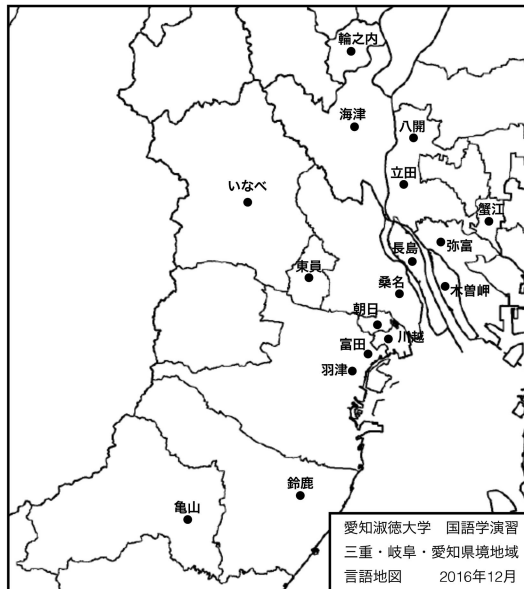 輪之内
海津
八開
立田
いなべ
蟹江
弥富
長島
東員
木曽岬
桑名
朝日
川越
富田
羽津
鈴鹿
亀山
愛知淑徳大学　国語学演習
三重・岐阜・愛知県境地域
言語地図　　2016年12月